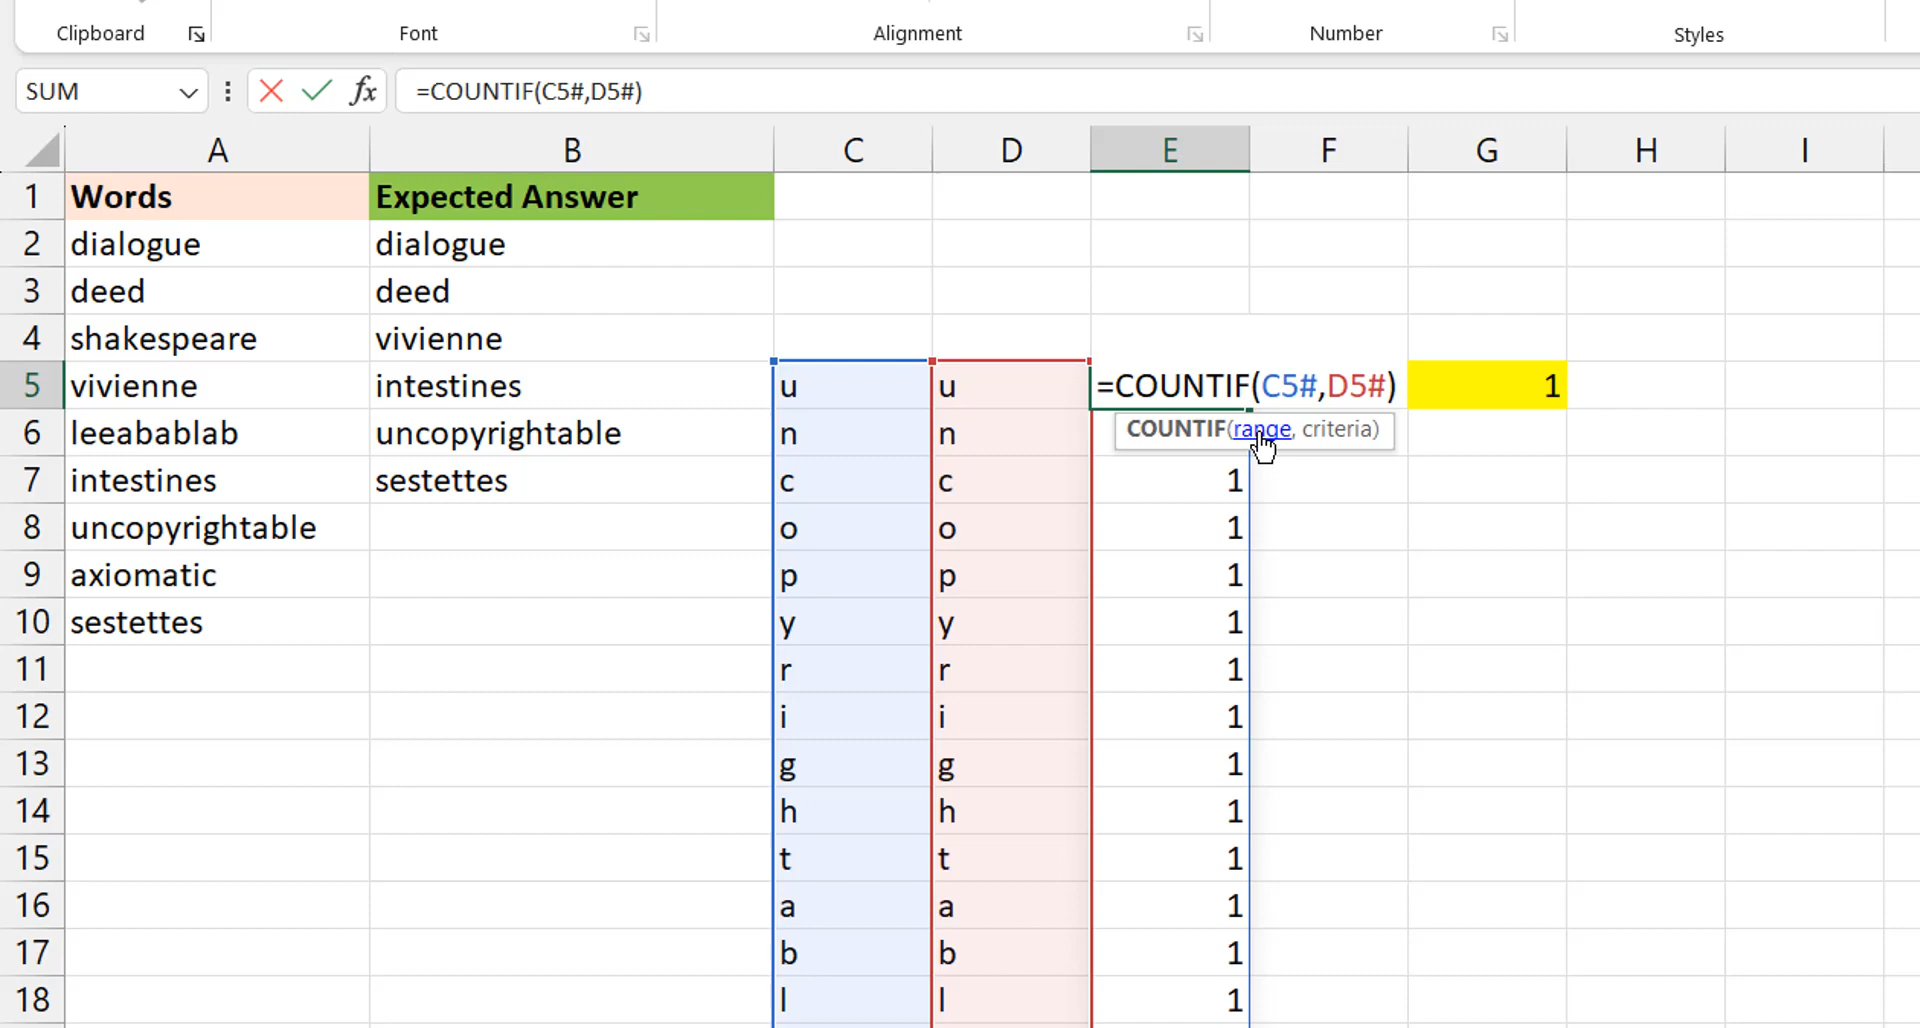 Clipboard Font Alignment Number Styles
SUM fx =COUNTIF(C5#,D5#)
A B C D E F G H I
1 Words Expected Answer
2 dialogue dialogue
3 deed deed
4 shakespeare vivienne
5 vivienne intestines u u =COUNTIF(C5#,D5#) 1
6 leeabablab uncopyrightable n n COUNTIF(range, criteria)
7 intestines sestettes c c 1
8 uncopyrightable o o 1
9 axiomatic p p 1
10 sestettes y y 1
11 r r 1
12 i i 1
13 g g 1
14 h h 1
15 t t 1
16 a a 1
17 b b 1
18 l l 1